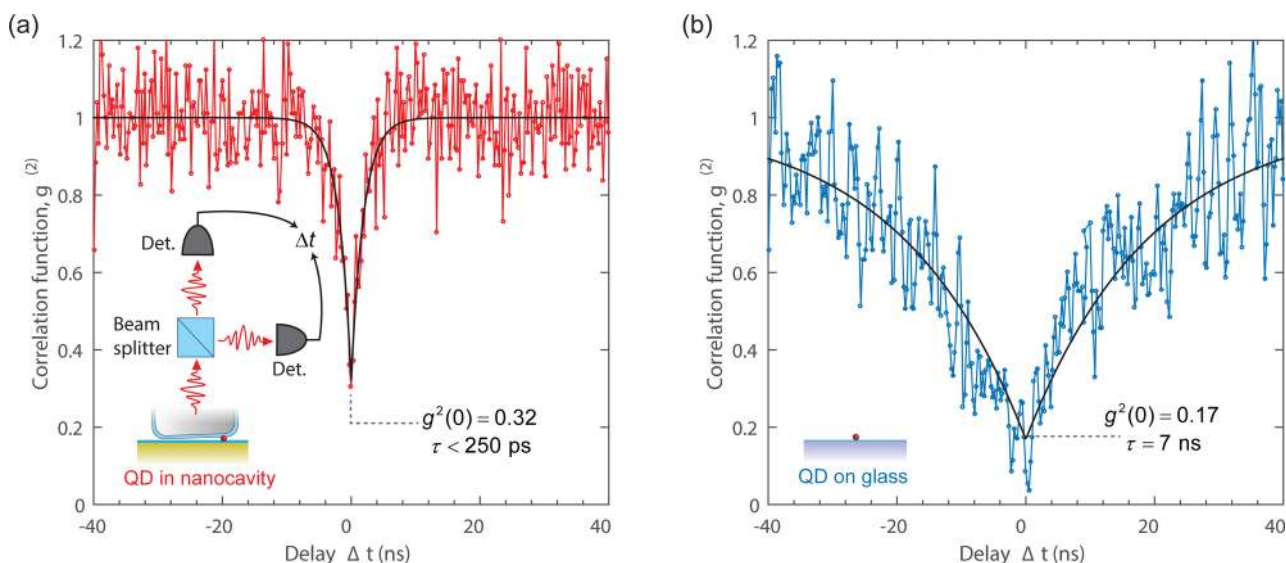 (a)
Correlation function, g (2)
1.2
1
0.8
0.6
0.4
0.2
0
-40
-20
0
20
40
Delay Δ t (ns)
Det.
Δt
Beam
splitter
Det.
QD in nanocavity
g²(0) = 0.32
τ < 250 ps
(b)
Correlation function, g (2)
1.2
1
0.8
0.6
0.4
0.2
0
-40
-20
0
20
40
Delay Δ t (ns)
g²(0) = 0.17
τ = 7 ns
QD on glass